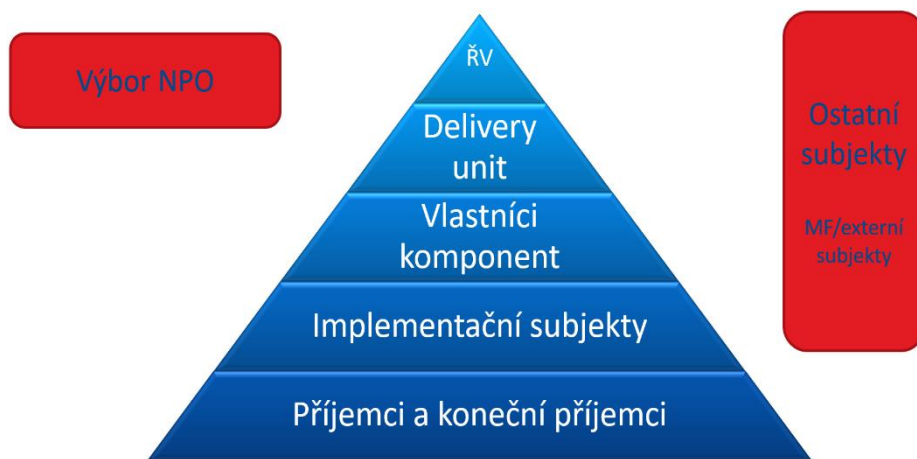 Výbor NPO
ŘV
Delivery
unit
Vlastníci
komponent
Implementační subjekty
Příjemci a koneční příjemci
Ostatní
subjekty
MF/externí
subjekty